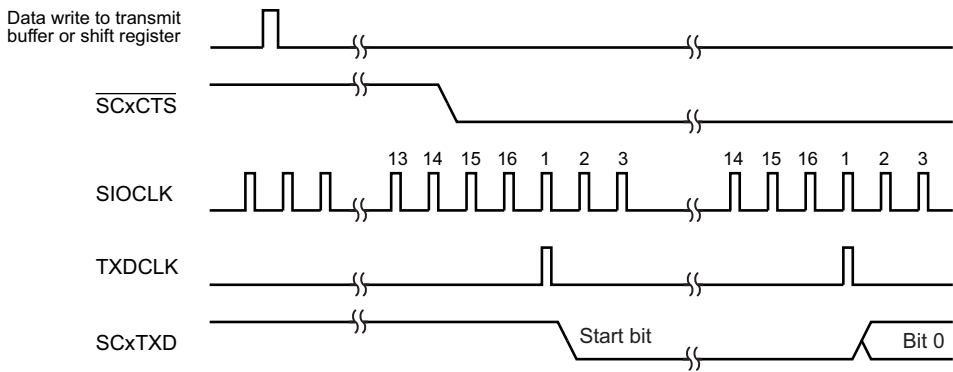 Data write to transmit
buffer or shift register
SCxCTS
13 14 15 16 1 2 3 14 15 16 1 2 3
SIOCLK
TXDCLK
SCxTXD Start bit Bit 0